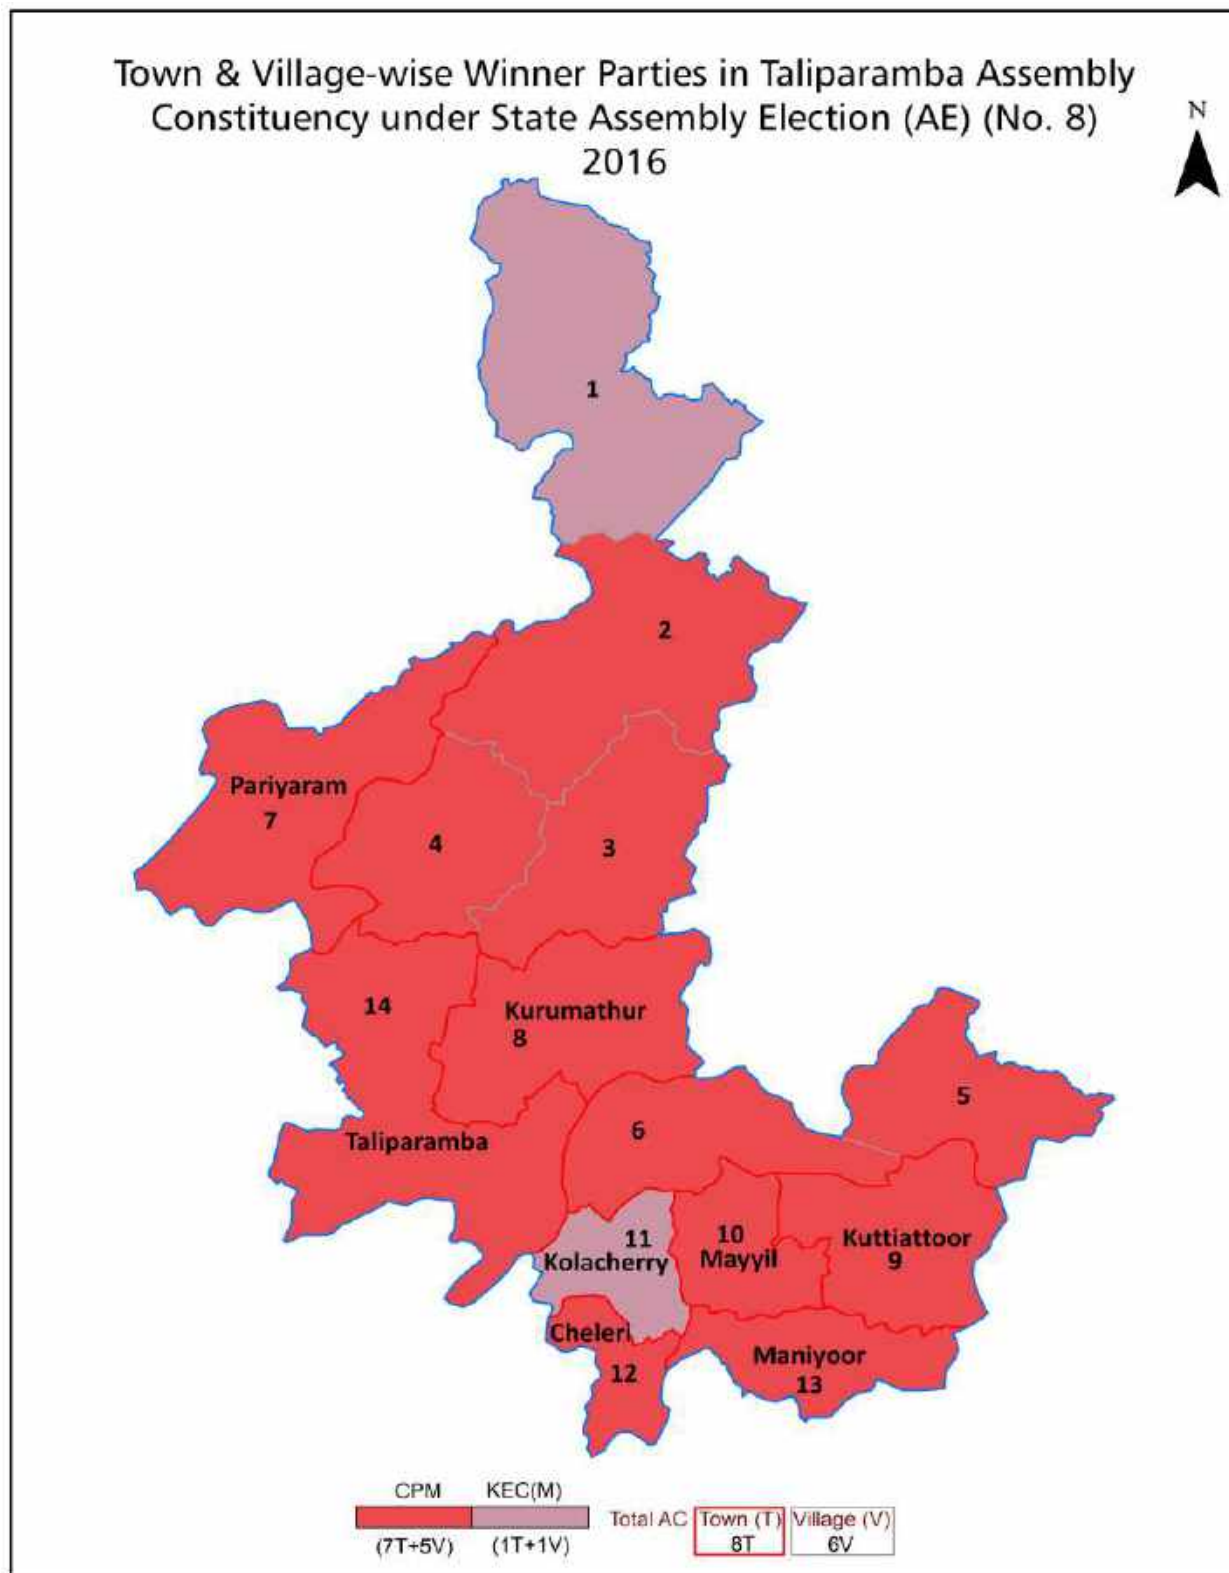 Town & Village-wise Winner Parties in Taliparamba Assembly
Constituency under State Assembly Election (AE) (No. 8)
2016
N
1
2
Pariyaram
7
4
3
14
Kurumathur
8
5
6
Taliparamba
11
Kolacherry
10
Mayyil
Kuttiattoor
9
Cheleri
12
Maniyoor
13
CPM
KEC(M)
(7T+5V)
(1T+1V)
Total AC
Town (T)
8T
Village (V)
6V